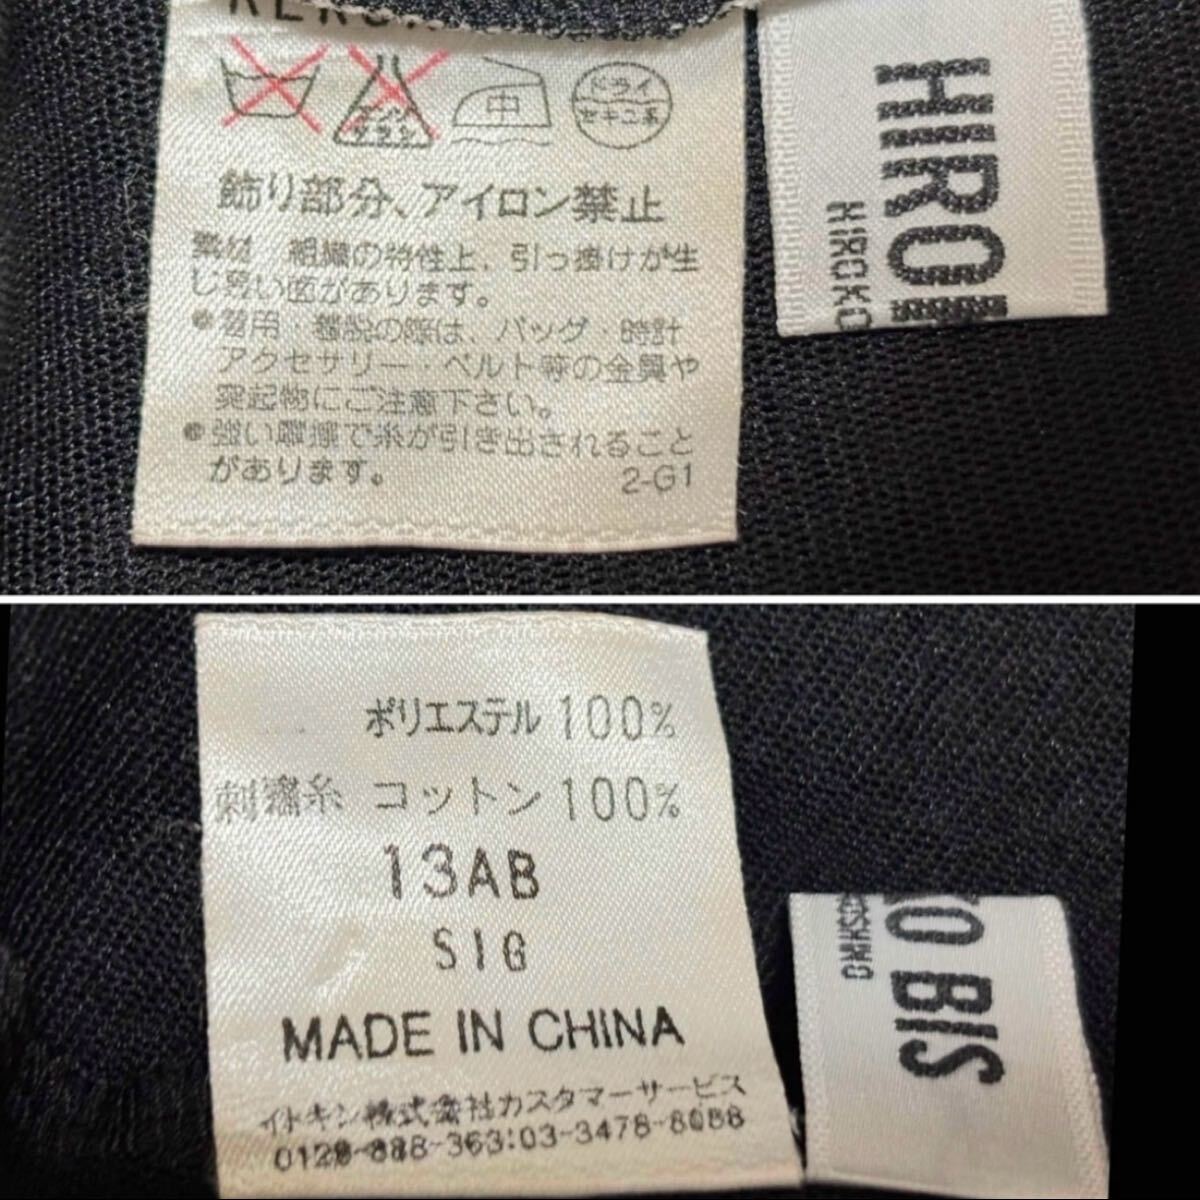 中
ドライ
セキユ系
飾り部分、アイロン禁止
素材 組織の特性上、引っ掛けが生
じ易い面があります。
●着用・着脱の際は、バッグ・時計
アクセサリー・ベルト等の金具や
突起物にご注意下さい。
●強い摩擦で糸が引き出されること
があります。
2-G1
HIROK
HIROKO
ポリエステル 100%
刺繍糸 コットン 100%
13AB
SIG
MADE IN CHINA
イトキン株式会社カスタマーサービス
0120-888-363:03-3478-8088
KO BIS
OMIHSO